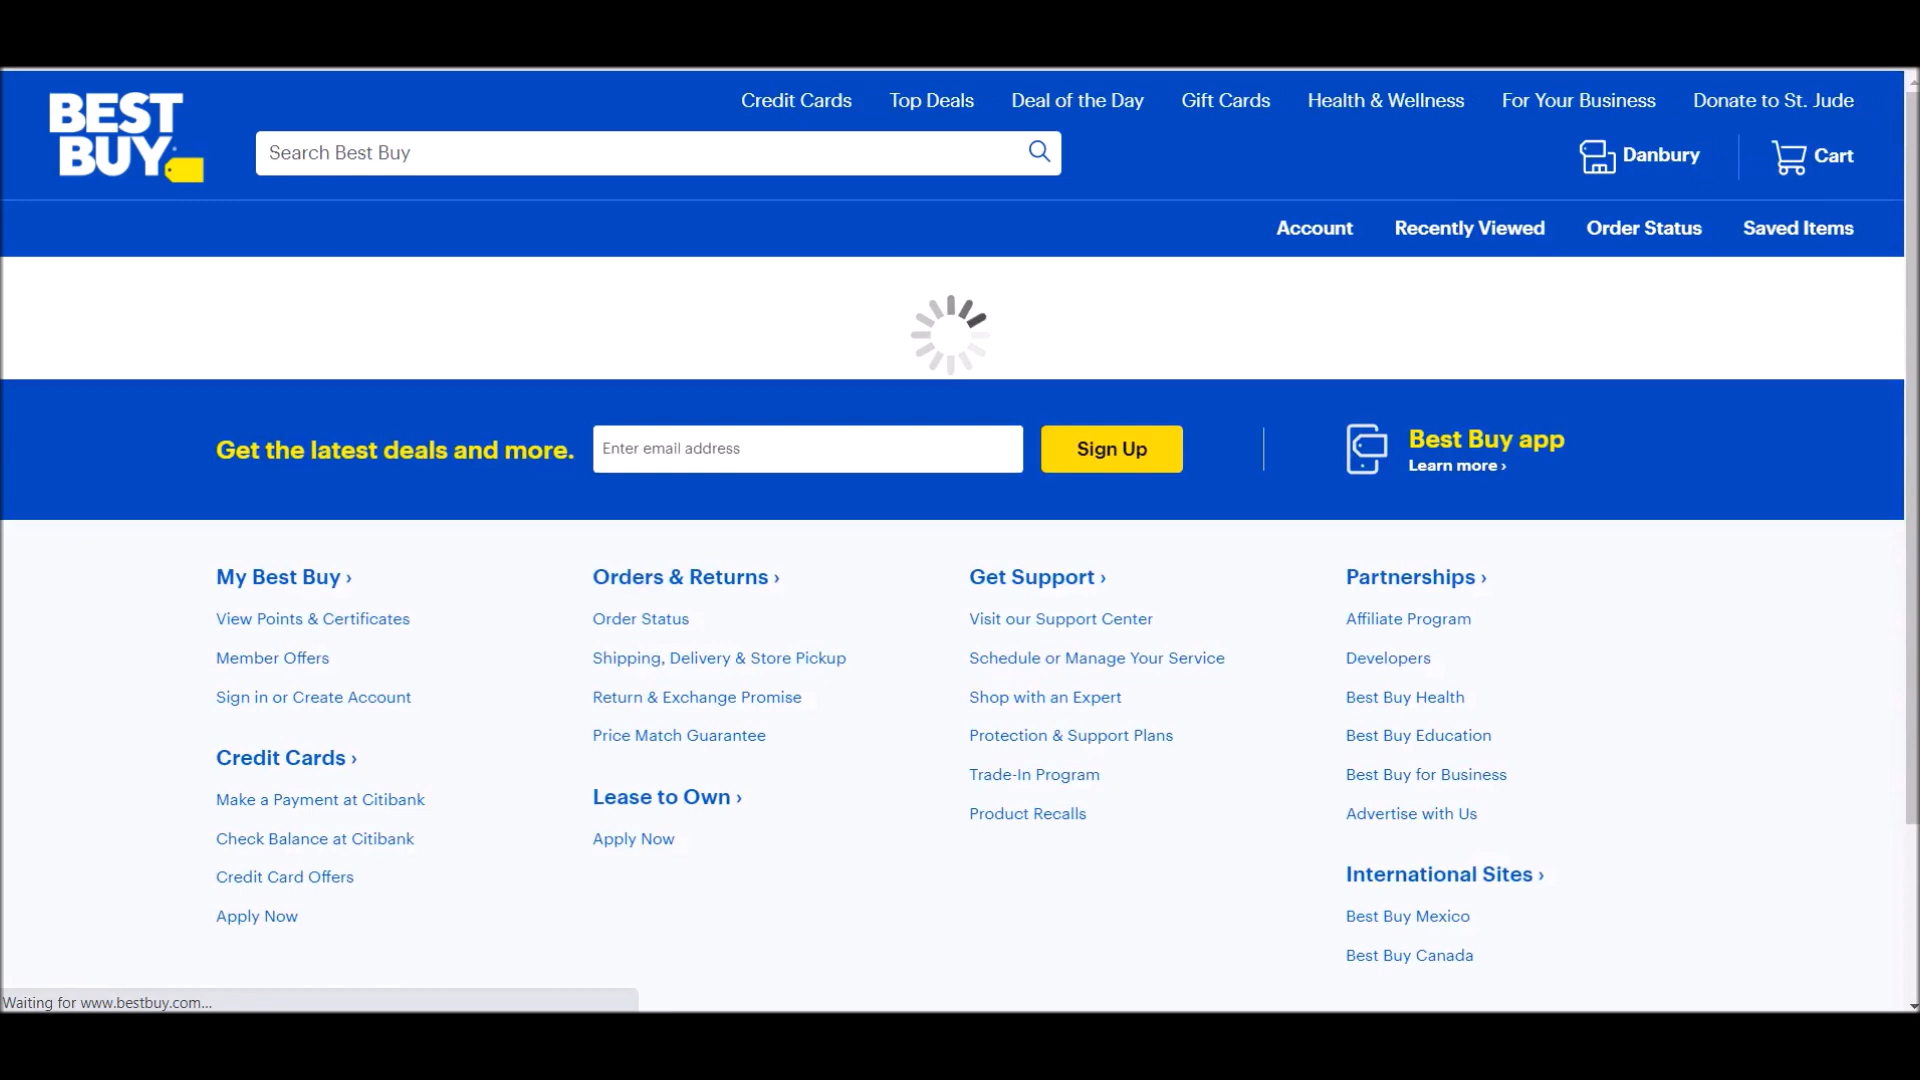 BEST
BUY
Credit Cards Top Deals Deal of the Day Gift Cards Health & Wellness For Your Business Donate to St. Jude
Search Best Buy
Danbury
Cart
Account Recently Viewed Order Status Saved Items
Get the latest deals and more.
Enter email address
Sign Up
Best Buy app
Learn more ›
My Best Buy ›
View Points & Certificates
Member Offers
Sign in or Create Account
Credit Cards ›
Make a Payment at Citibank
Check Balance at Citibank
Credit Card Offers
Apply Now
Orders & Returns ›
Order Status
Shipping, Delivery & Store Pickup
Return & Exchange Promise
Price Match Guarantee
Lease to Own ›
Apply Now
Get Support ›
Visit our Support Center
Schedule or Manage Your Service
Shop with an Expert
Protection & Support Plans
Trade-In Program
Product Recalls
Partnerships ›
Affiliate Program
Developers
Best Buy Health
Best Buy Education
Best Buy for Business
Advertise with Us
International Sites ›
Best Buy Mexico
Best Buy Canada
Waiting for www.bestbuy.com...